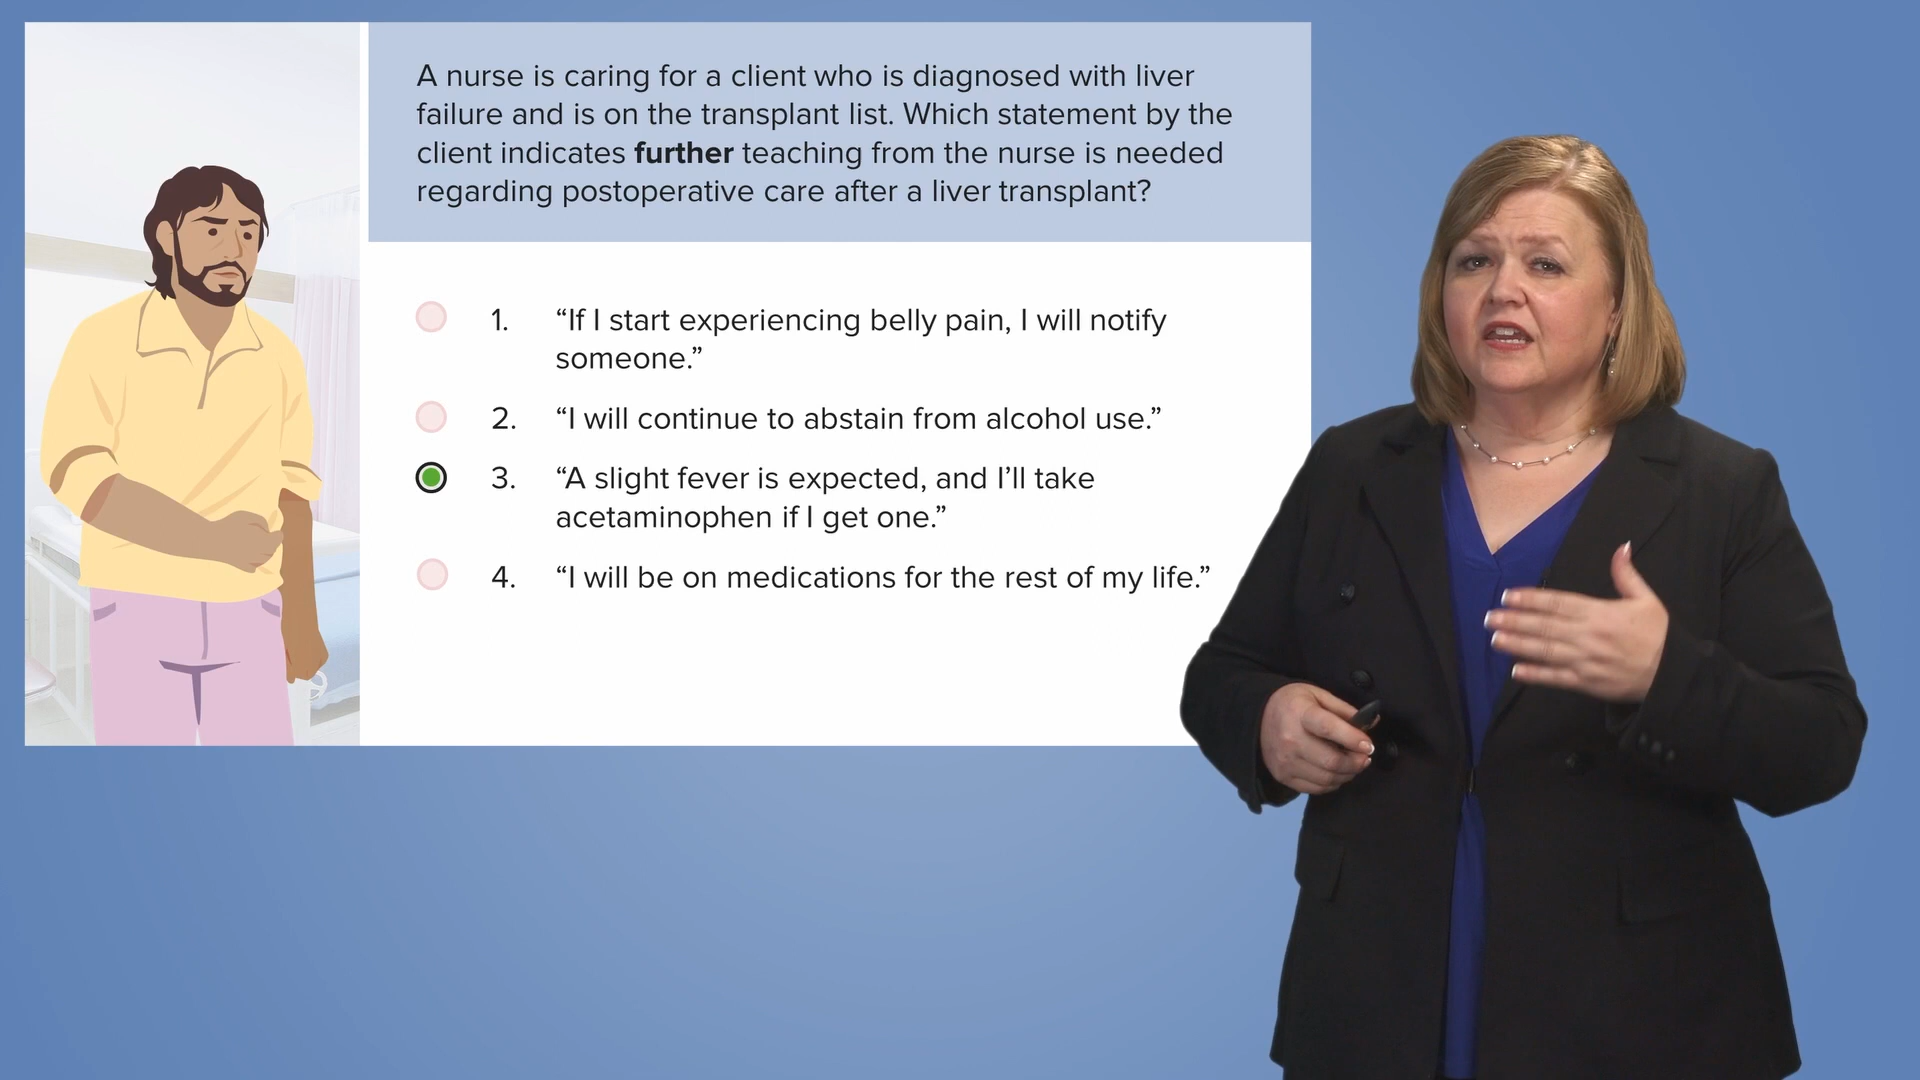 A nurse is caring for a client who is diagnosed with liver
failure and is on the transplant list. Which statement by the
client indicates further teaching from the nurse is needed
regarding postoperative care after a liver transplant?
1. “If I start experiencing belly pain, I will notify
someone.”
2. “I will continue to abstain from alcohol use.”
3. “A slight fever is expected, and I’ll take
acetaminophen if I get one.”
4. “I will be on medications for the rest of my life.”